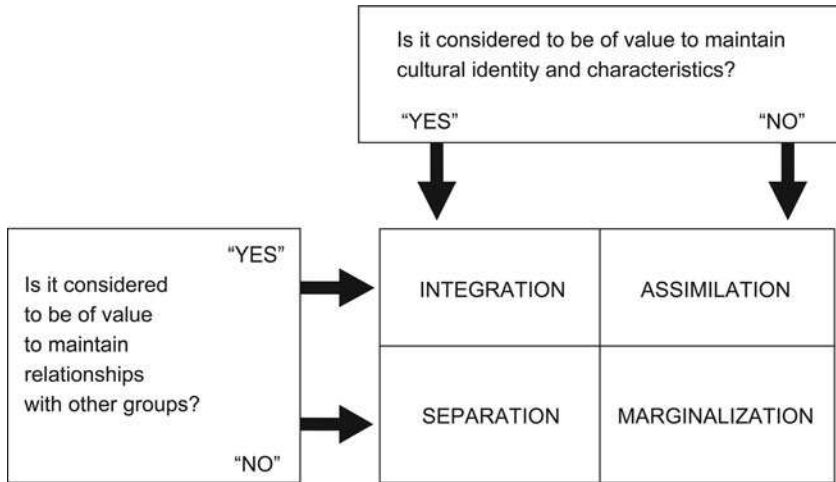 Is it considered to be of value to maintain
cultural identity and characteristics?
“YES” “NO”
“YES”
Is it considered
to be of value
to maintain
relationships
with other groups?
“NO”
INTEGRATION ASSIMILATION
SEPARATION MARGINALIZATION